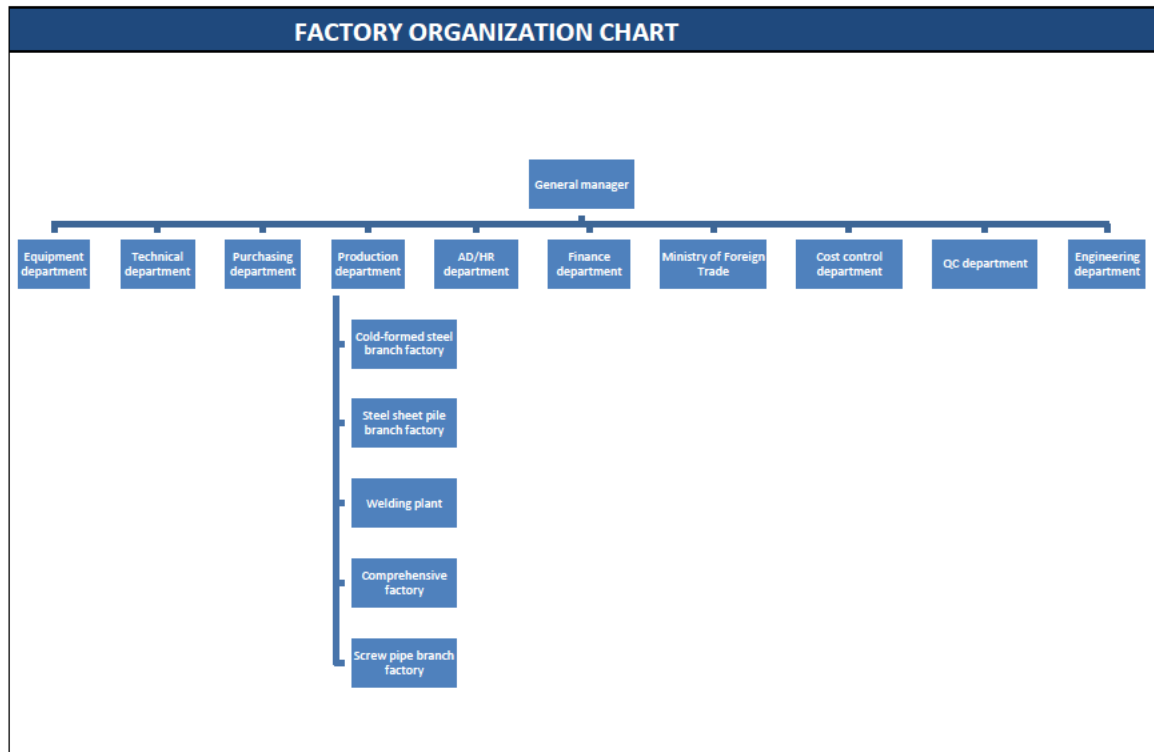 FACTORY ORGANIZATION CHART
General manager
Equipment
department
Technical
department
Purchasing
department
Production
department
AD/HR
department
Finance
department
Ministry of Foreign
Trade
Cost control
department
QC department
Engineering
department
Cold-formed steel
branch factory
Steel sheet pile
branch factory
Welding plant
Comprehensive
factory
Screw pipe branch
factory